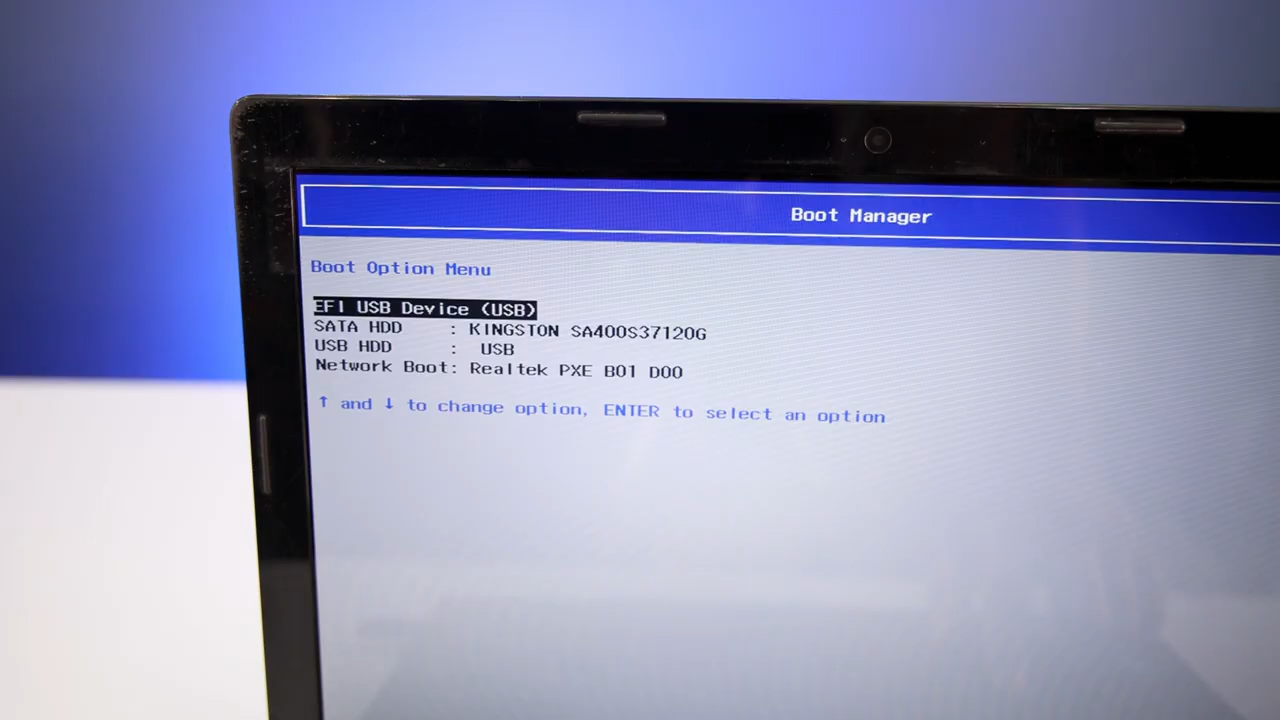 Boot Manager
Boot Option Menu
EFI USB Device (USB)
SATA HDD : KINGSTON SA400S37120G
USB HDD : USB
Network Boot: Realtek PXE B01 D00
↑ and ↓ to change option, ENTER to select an option